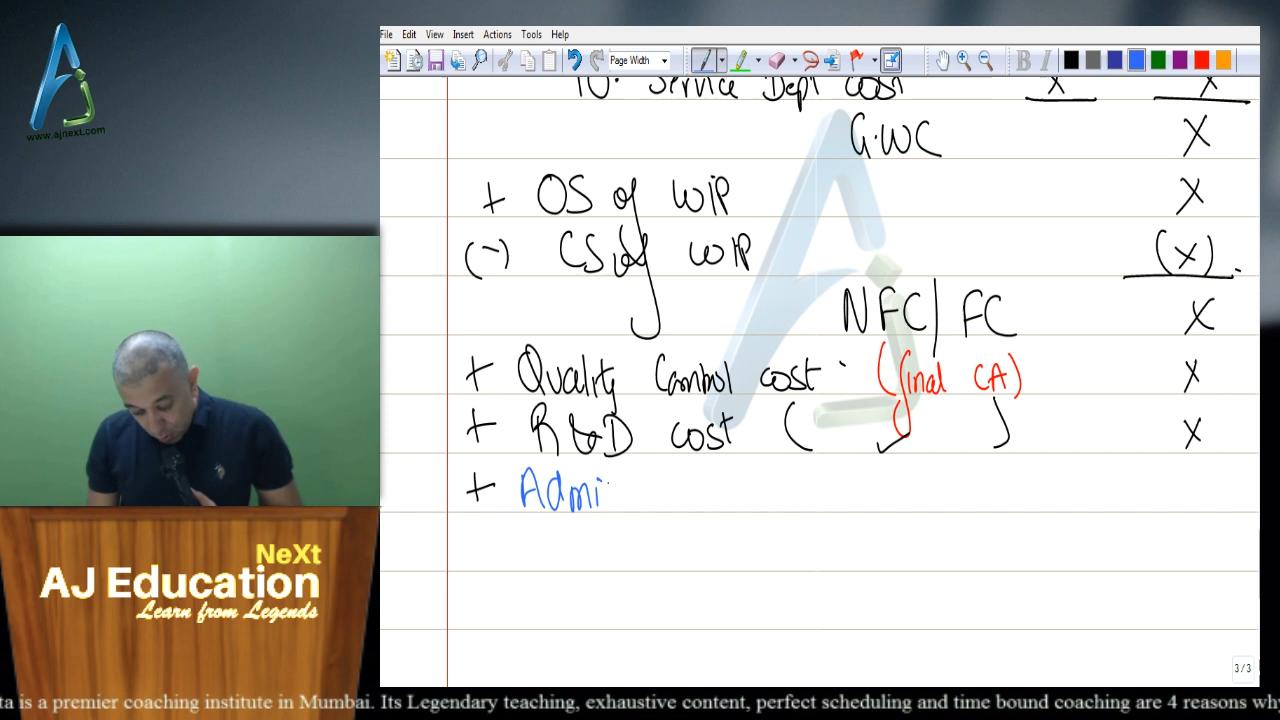 www.ajnext.com
File Edit View Insert Actions Tools Help
Page Width
10. Service Dept cost X X
G.WC X
+ OS of WIP X
(-) CS of WIP (X)
NFC/FC X
+ Quality Control cost (final CA) X
+ R&D cost ( " ) X
+ Admi
3/3
NeXt
AJ Education
Learn from Legends
ta is a premier coaching institute in Mumbai. Its Legendary teaching, exhaustive content, perfect scheduling and time bound coaching are 4 reasons why